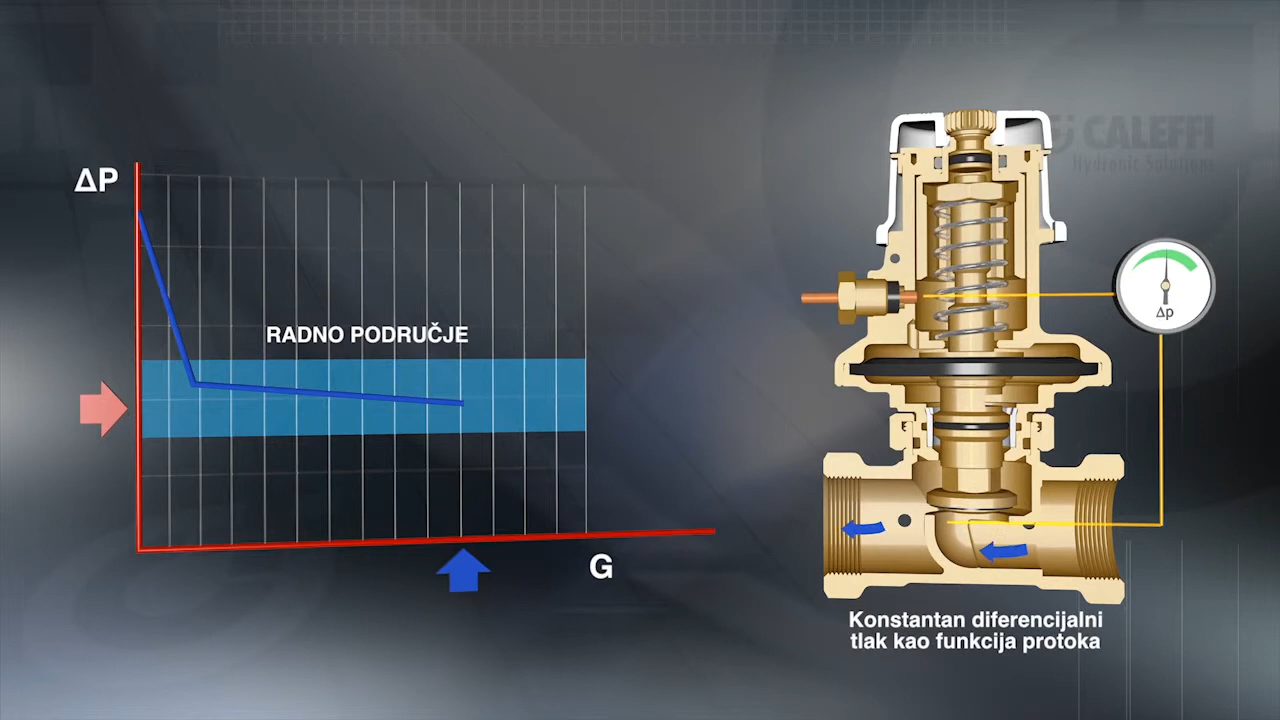 CALEFFI
Hydronic Solutions
ΔP
RADNO PODRUČJE
Δp
G
Konstantan diferencijalni
tlak kao funkcija protoka